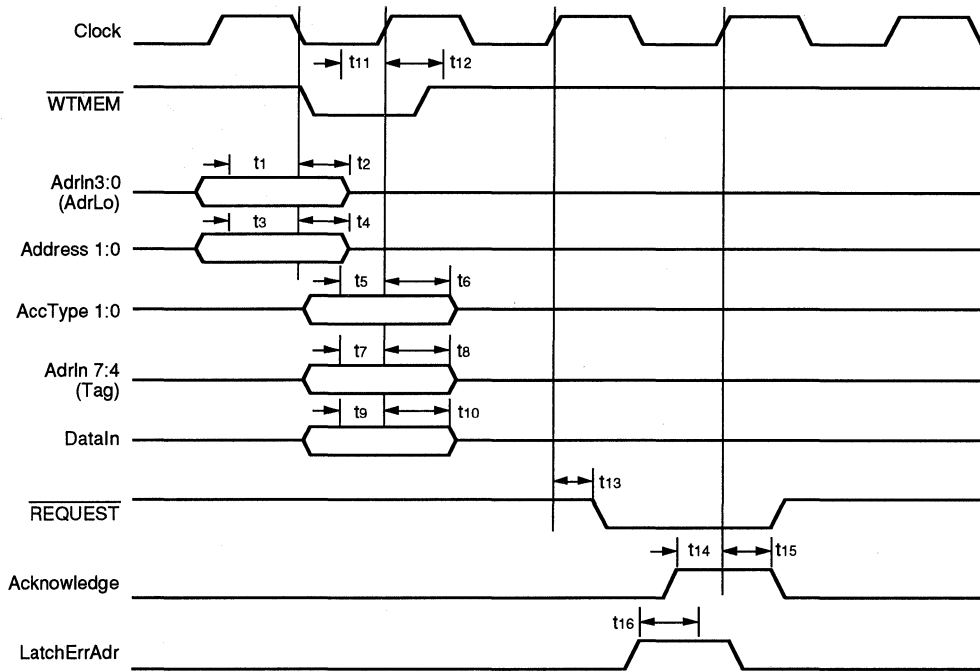 Clock
t11 t12
WTMEM
t1 t2
AdrIn3:0
(AdrLo)
t3 t4
Address 1:0
t5 t6
AccType 1:0
t7 t8
AdrIn 7:4
(Tag)
t9 t10
DataIn
t13
REQUEST
t14 t15
Acknowledge
t16
LatchErrAdr